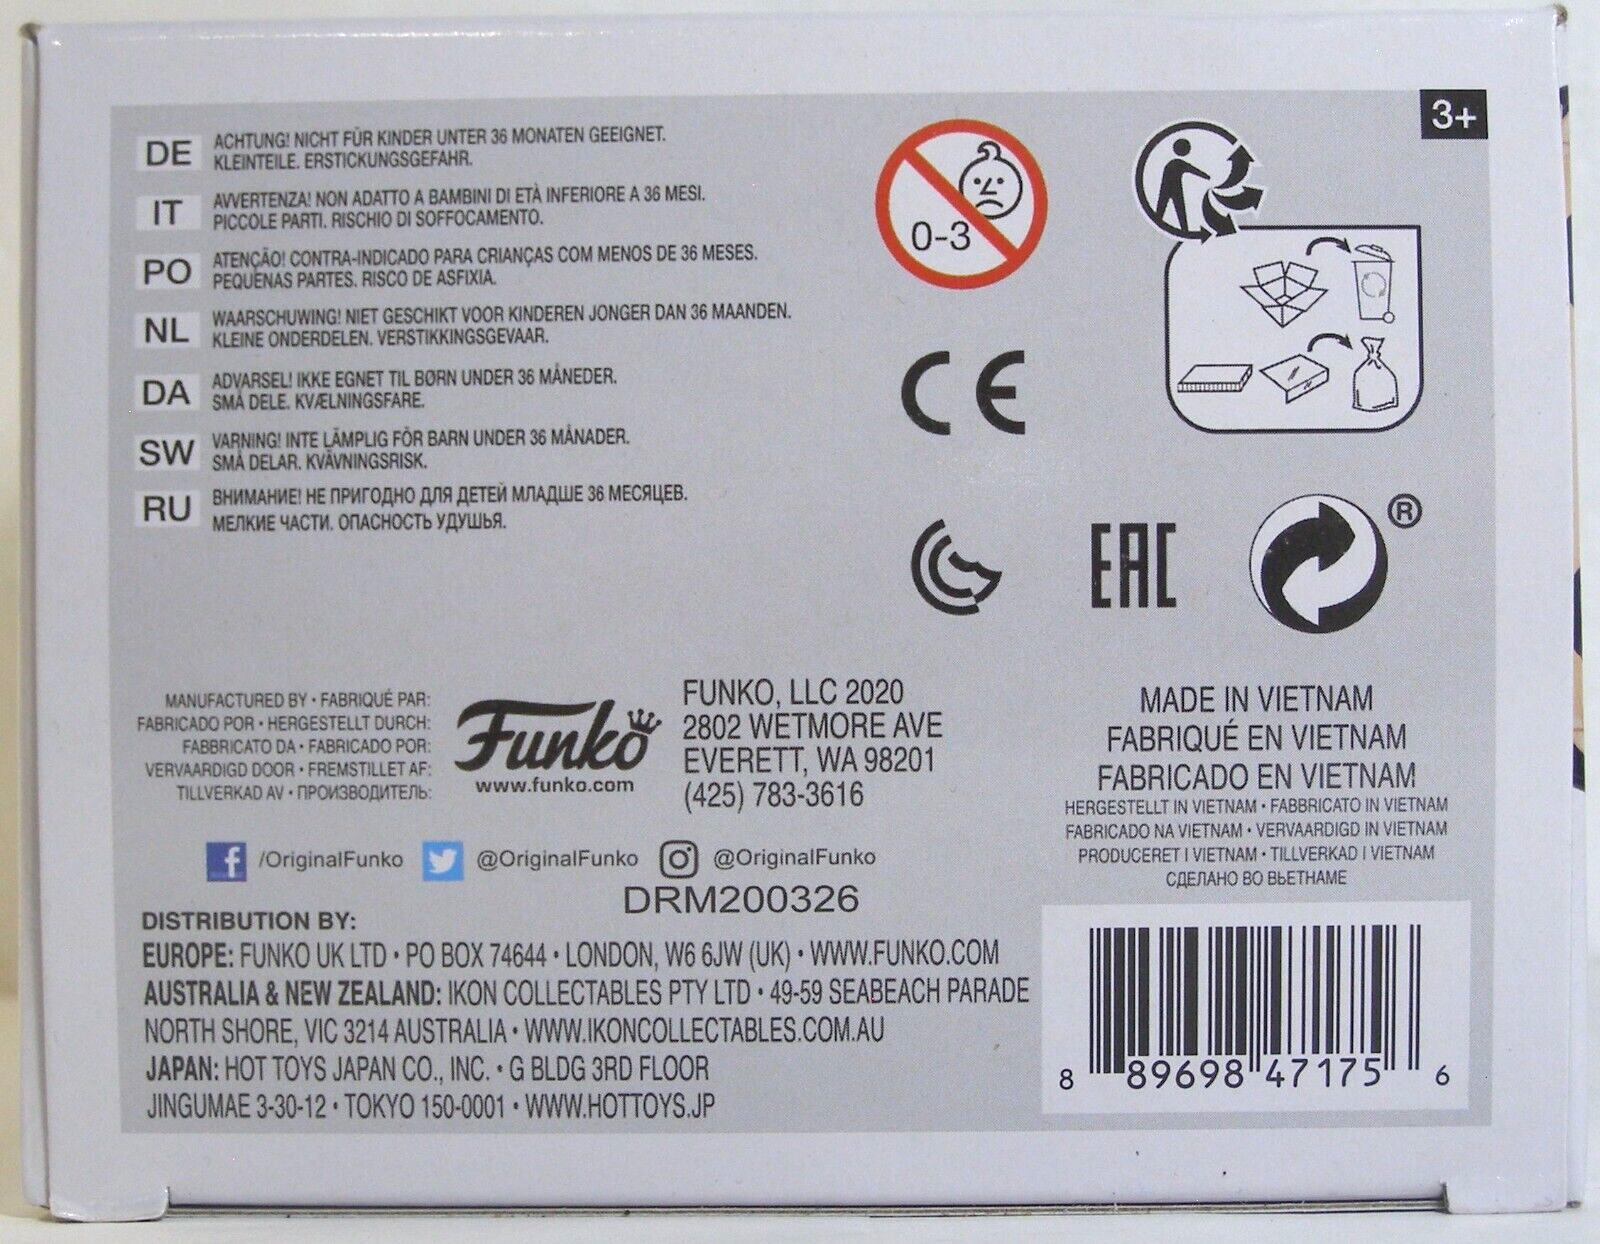 3+
DE ACHTUNG! NICHT FÜR KINDER UNTER 36 MONATEN GEEIGNET.
KLEINTEILE. ERSTICKUNGSGEFAHR.
IT AVVERTENZA! NON ADATTO A BAMBINI DI ETÀ INFERIORE A 36 MESI.
PICCOLE PARTI. RISCHIO DI SOFFOCAMENTO.
PO ATENÇÃO! CONTRA-INDICADO PARA CRIANÇAS COM MENOS DE 36 MESES.
PEQUENAS PARTES. RISCO DE ASFIXIA.
NL WAARSCHUWING! NIET GESCHIKT VOOR KINDEREN JONGER DAN 36 MAANDEN.
KLEINE ONDERDELEN. VERSTIKKINGSGEVAAR.
DA ADVARSEL! IKKE EGNET TIL BØRN UNDER 36 MÅNEDER.
SMÅ DELE. KVÆLNINGSFARE.
SW VARNING! INTE LÄMPLIG FÖR BARN UNDER 36 MÅNADER.
SMÅ DELAR. KVÄVNINGSRISK.
RU ВНИМАНИЕ! НЕ ПРИГОДНО ДЛЯ ДЕТЕЙ МЛАДШЕ 36 МЕСЯЦЕВ.
МЕЛКИЕ ЧАСТИ. ОПАСНОСТЬ УДУШЬЯ.
0-3
CE
EAC
®
MANUFACTURED BY • FABRIQUÉ PAR:
FABRICADO POR • HERGESTELLT DURCH:
FABBRICATO DA • FABRICADO POR:
VERVAARDIGD DOOR • FREMSTILLET AF:
TILLVERKAD AV • ПРОИЗВОДИТЕЛЬ:
Funko
www.funko.com
FUNKO, LLC 2020
2802 WETMORE AVE
EVERETT, WA 98201
(425) 783-3616
MADE IN VIETNAM
FABRIQUÉ EN VIETNAM
FABRICADO EN VIETNAM
HERGESTELLT IN VIETNAM • FABBRICATO IN VIETNAM
FABRICADO NA VIETNAM • VERVAARDIGD IN VIETNAM
PRODUCERET I VIETNAM • TILLVERKAD I VIETNAM
СДЕЛАНО ВО ВЬЕТНАМЕ
/OriginalFunko @OriginalFunko @OriginalFunko
DRM200326
DISTRIBUTION BY:
EUROPE: FUNKO UK LTD • PO BOX 74644 • LONDON, W6 6JW (UK) • WWW.FUNKO.COM
AUSTRALIA & NEW ZEALAND: IKON COLLECTABLES PTY LTD • 49-59 SEABEACH PARADE
NORTH SHORE, VIC 3214 AUSTRALIA • WWW.IKONCOLLECTABLES.COM.AU
JAPAN: HOT TOYS JAPAN CO., INC. • G BLDG 3RD FLOOR
JINGUMAE 3-30-12 • TOKYO 150-0001 • WWW.HOTTOYS.JP
8 89698 47175 6